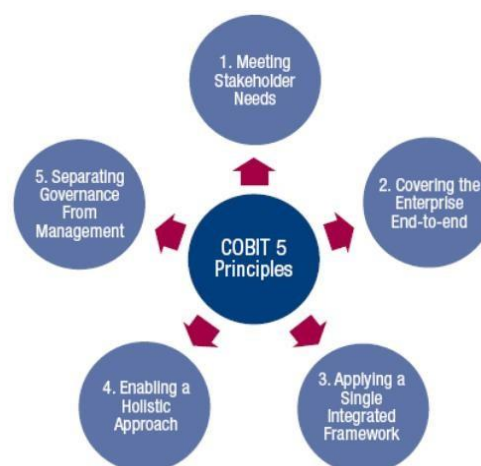 1. Meeting
Stakeholder
Needs
2. Covering the
Enterprise
End-to-end
3. Applying a
Single
Integrated
Framework
4. Enabling a
Holistic
Approach
5. Separating
Governance
From
Management
COBIT 5
Principles